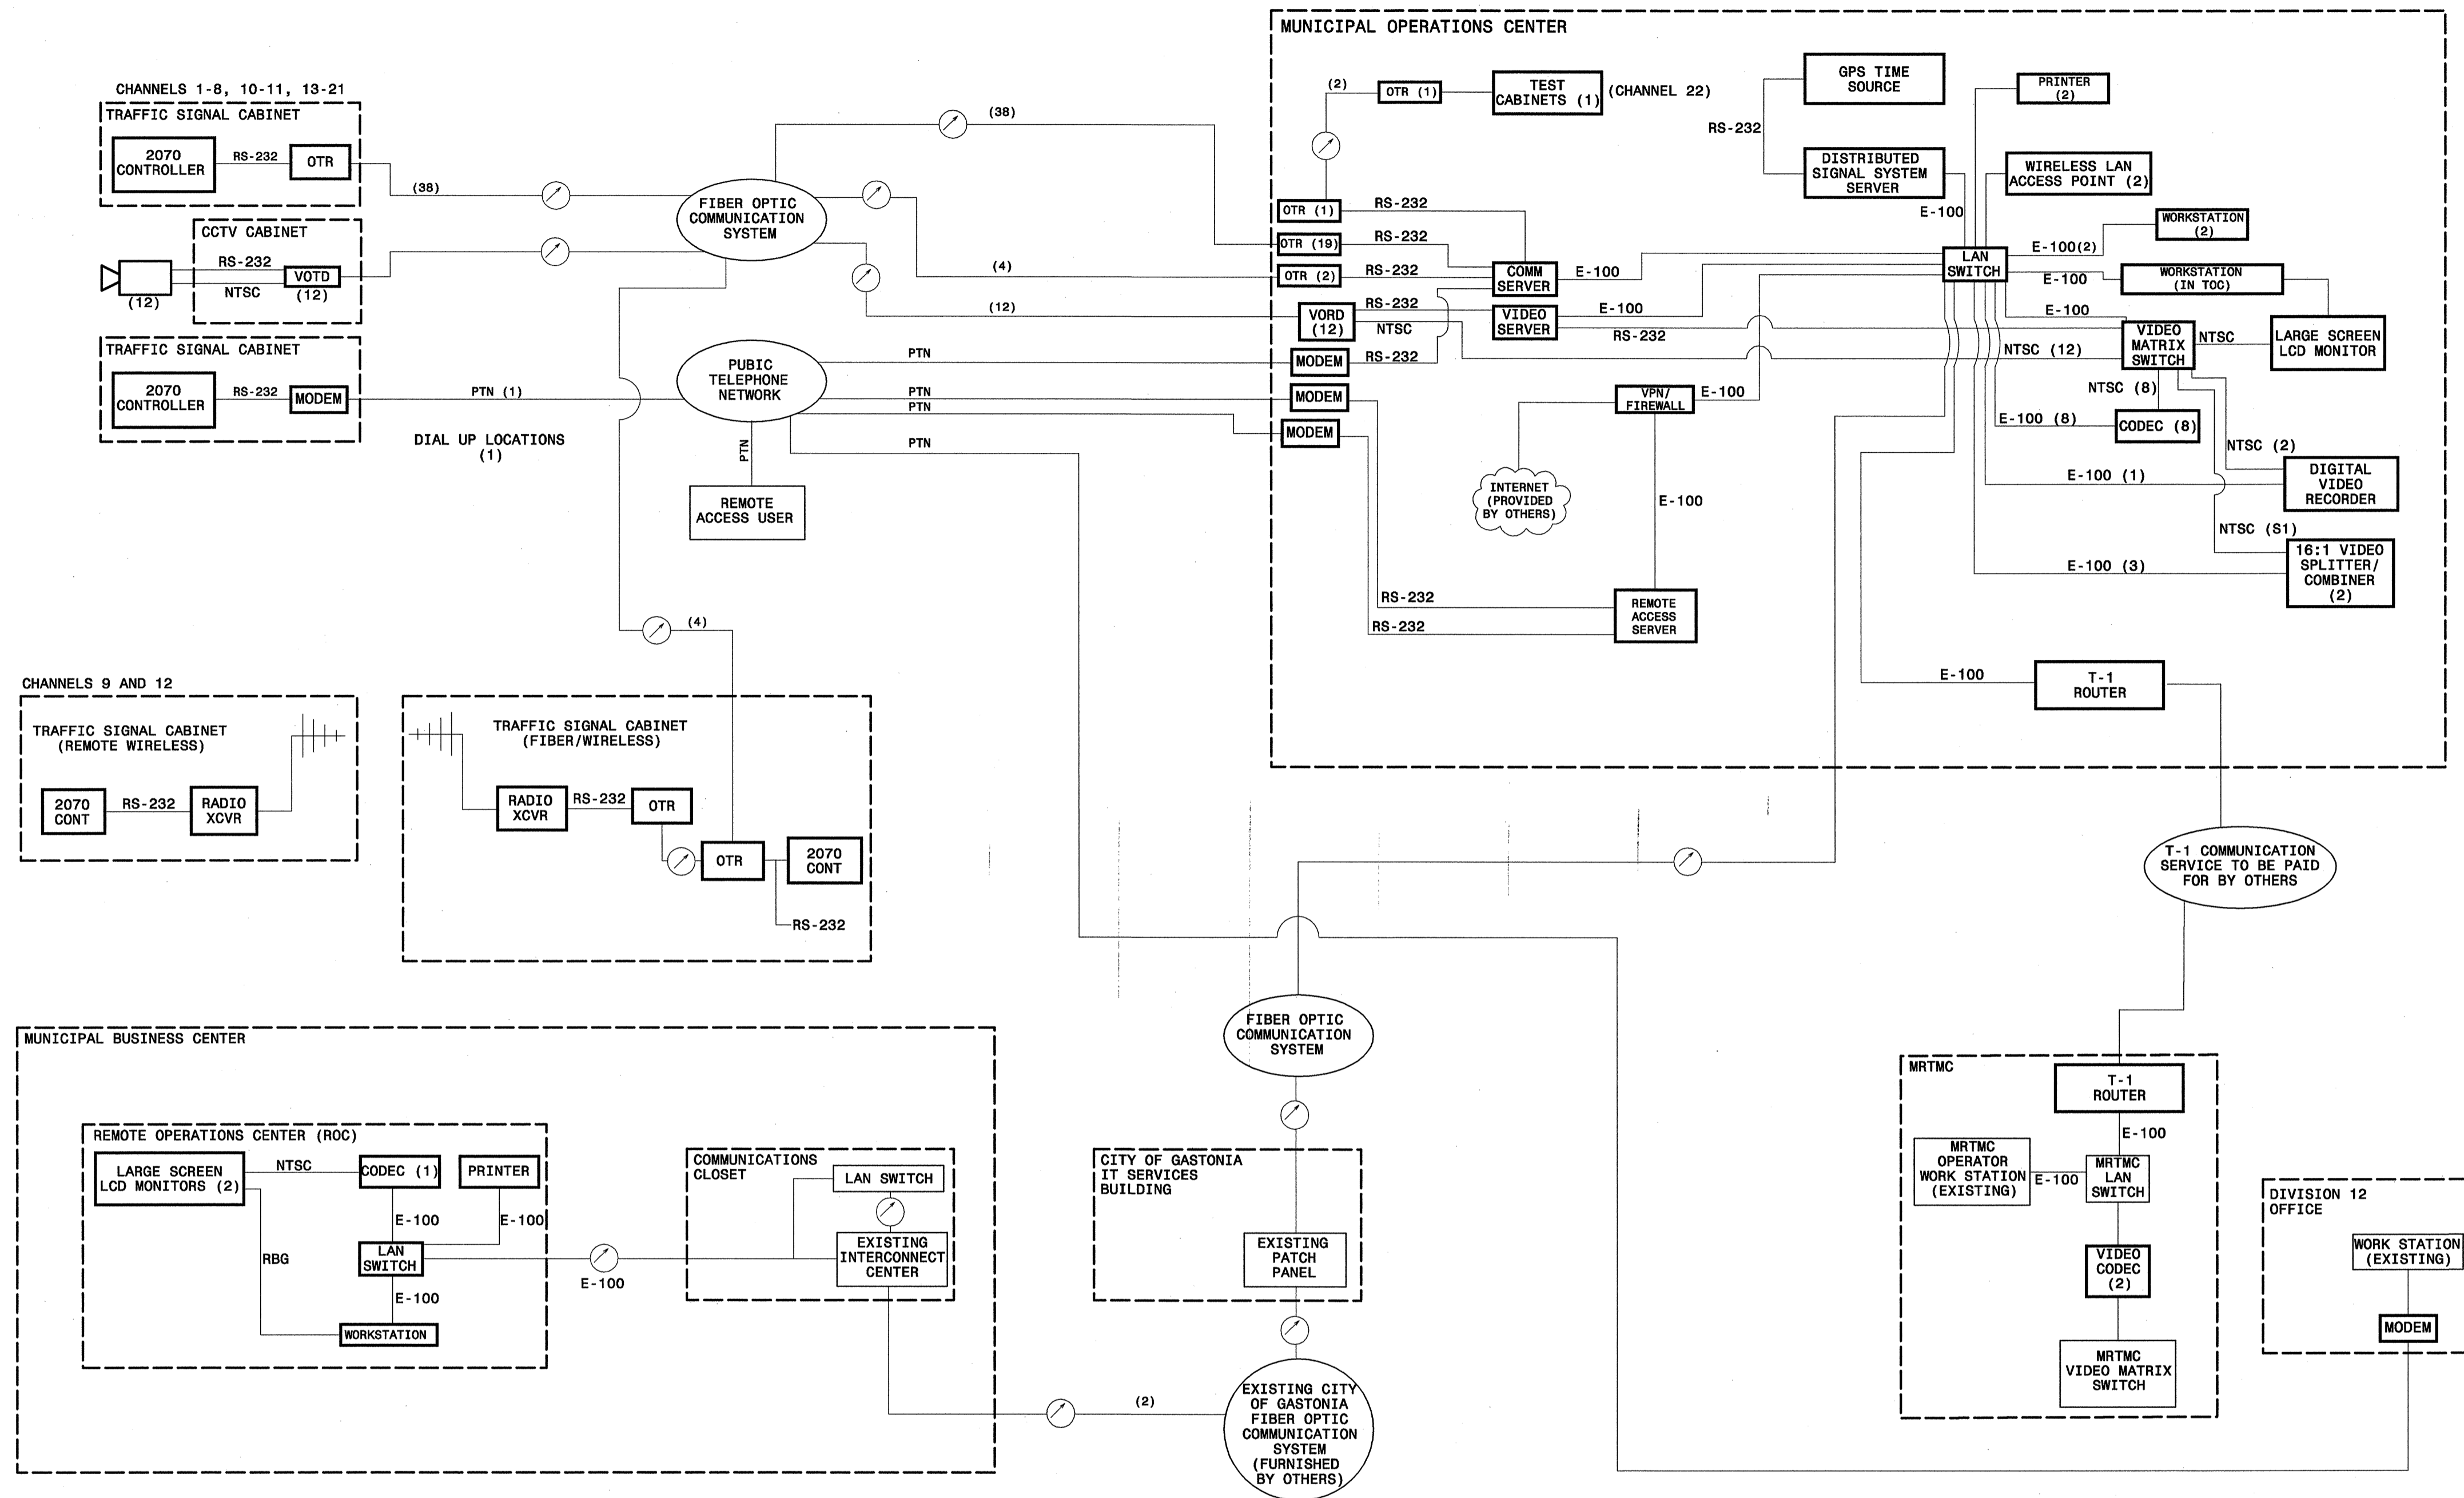 MUNICIPAL OPERATIONS CENTER
CHANNELS 1-8, 10-11, 13-21
TRAFFIC SIGNAL CABINET
2070
CONTROLLER
RS-232
OTR
(38)
CCTV CABINET
RS-232
NTSC
VOTD
(12)
(12)
TRAFFIC SIGNAL CABINET
2070
CONTROLLER
RS-232
MODEM
PTN (1)
DIAL UP LOCATIONS
(1)
FIBER OPTIC
COMMUNICATION
SYSTEM
(38)
(4)
(12)
PUBIC
TELEPHONE
NETWORK
PTN
PTN
PTN
PTN
PTN
REMOTE
ACCESS USER
(4)
(2)
OTR (1)
TEST
CABINETS (1)
(CHANNEL 22)
GPS TIME
SOURCE
RS-232
DISTRIBUTED
SIGNAL SYSTEM
SERVER
E-100
PRINTER
(2)
WIRELESS LAN
ACCESS POINT (2)
WORKSTATION
(2)
E-100(2)
LAN
SWITCH
E-100
WORKSTATION
(IN TOC)
OTR (1)
RS-232
OTR (19)
RS-232
OTR (2)
RS-232
COMM
SERVER
E-100
VORD
(12)
RS-232
NTSC
VIDEO
SERVER
E-100
RS-232
E-100
VIDEO
MATRIX
SWITCH
NTSC
LARGE SCREEN
LCD MONITOR
NTSC (12)
MODEM
RS-232
MODEM
MODEM
VPN/
FIREWALL
E-100
NTSC (8)
E-100 (8)
CODEC (8)
NTSC (2)
E-100 (1)
DIGITAL
VIDEO
RECORDER
INTERNET
(PROVIDED
BY OTHERS)
E-100
NTSC (S1)
E-100 (3)
16:1 VIDEO
SPLITTER/
COMBINER
(2)
RS-232
RS-232
REMOTE
ACCESS
SERVER
E-100
T-1
ROUTER
CHANNELS 9 AND 12
TRAFFIC SIGNAL CABINET
(REMOTE WIRELESS)
2070
CONT
RS-232
RADIO
XCVR
TRAFFIC SIGNAL CABINET
(FIBER/WIRELESS)
RADIO
XCVR
RS-232
OTR
OTR
2070
CONT
RS-232
T-1 COMMUNICATION
SERVICE TO BE PAID
FOR BY OTHERS
FIBER OPTIC
COMMUNICATION
SYSTEM
MUNICIPAL BUSINESS CENTER
REMOTE OPERATIONS CENTER (ROC)
LARGE SCREEN
LCD MONITORS (2)
NTSC
CODEC (1)
PRINTER
E-100
E-100
RBG
LAN
SWITCH
E-100
WORKSTATION
E-100
COMMUNICATIONS
CLOSET
LAN SWITCH
EXISTING
INTERCONNECT
CENTER
(2)
CITY OF GASTONIA
IT SERVICES
BUILDING
EXISTING
PATCH
PANEL
EXISTING CITY
OF GASTONIA
FIBER OPTIC
COMMUNICATION
SYSTEM
(FURNISHED
BY OTHERS)
MRTMC
T-1
ROUTER
E-100
MRTMC
OPERATOR
WORK STATION
(EXISTING)
E-100
MRTMC
LAN
SWITCH
VIDEO
CODEC
(2)
MRTMC
VIDEO MATRIX
SWITCH
DIVISION 12
OFFICE
WORK STATION
(EXISTING)
MODEM